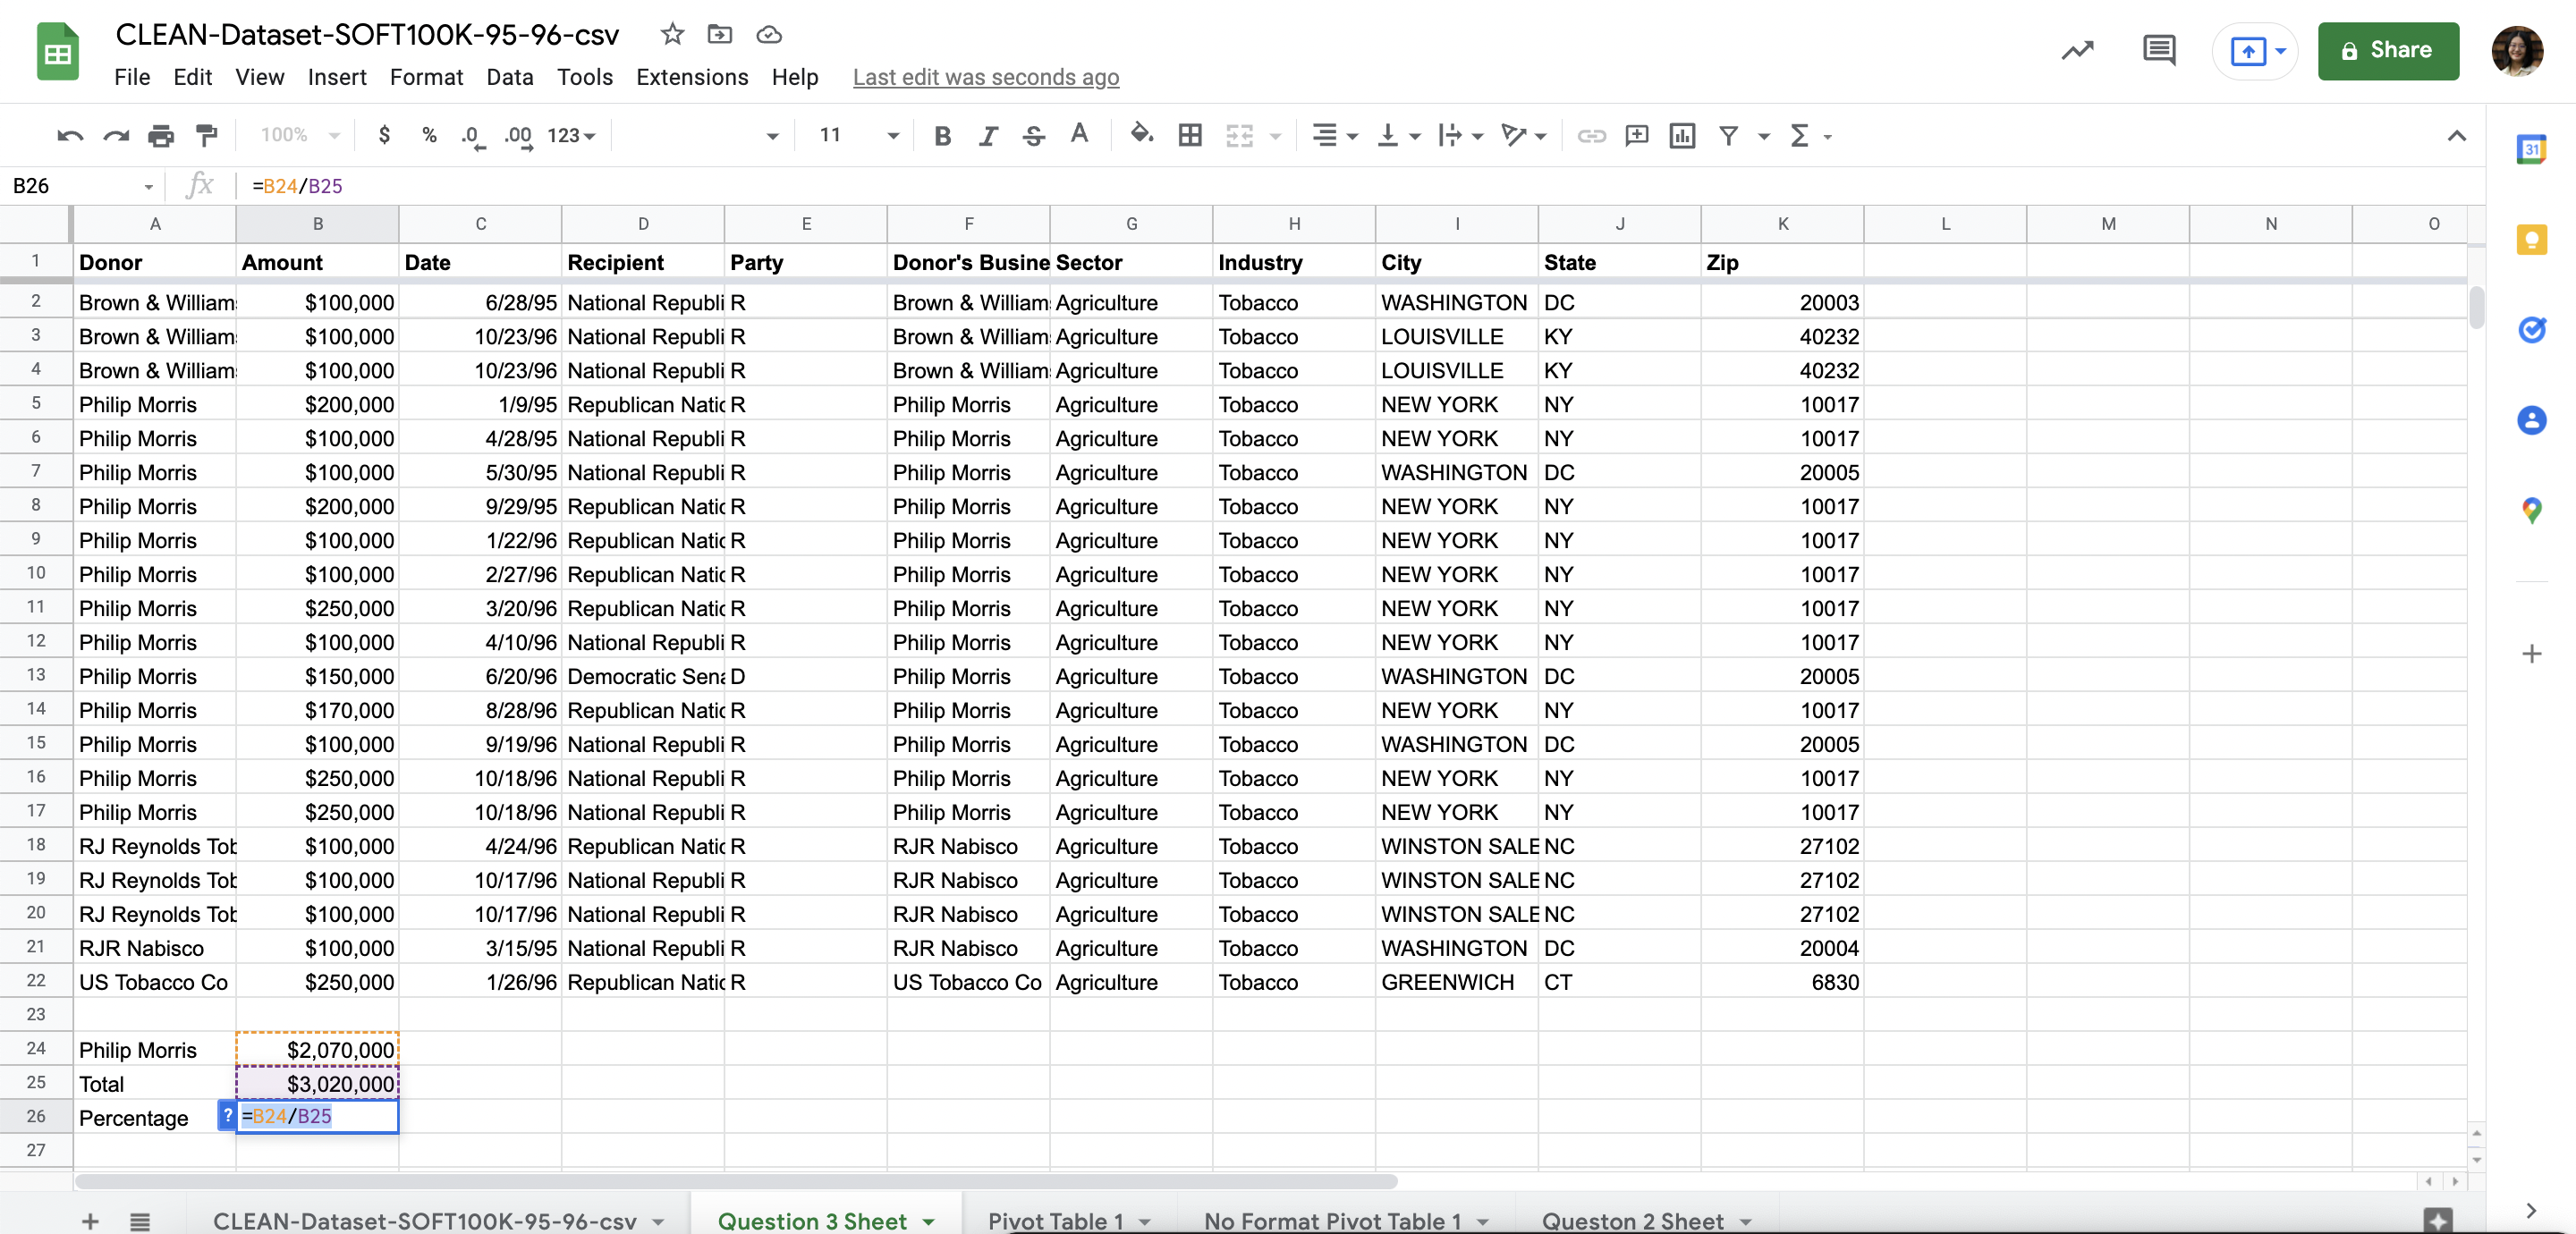 CLEAN-Dataset-SOFT100K-95-96-csv
File Edit View Insert Format Data Tools Extensions Help Last edit was seconds ago
Share
100% $ % .0 .00 123 11 B I S A Σ
31
B26 fx =B24/B25
A B C D E F G H I J K L M N O
1 Donor Amount Date Recipient Party Donor's Busine Sector Industry City State Zip
2 Brown & Williams $100,000 6/28/95 National Republi R Brown & Williams Agriculture Tobacco WASHINGTON DC 20003
3 Brown & Williams $100,000 10/23/96 National Republi R Brown & Williams Agriculture Tobacco LOUISVILLE KY 40232
4 Brown & Williams $100,000 10/23/96 National Republi R Brown & Williams Agriculture Tobacco LOUISVILLE KY 40232
5 Philip Morris $200,000 1/9/95 Republican Natic R Philip Morris Agriculture Tobacco NEW YORK NY 10017
6 Philip Morris $100,000 4/28/95 National Republi R Philip Morris Agriculture Tobacco NEW YORK NY 10017
7 Philip Morris $100,000 5/30/95 National Republi R Philip Morris Agriculture Tobacco WASHINGTON DC 20005
8 Philip Morris $200,000 9/29/95 Republican Natic R Philip Morris Agriculture Tobacco NEW YORK NY 10017
9 Philip Morris $100,000 1/22/96 Republican Natic R Philip Morris Agriculture Tobacco NEW YORK NY 10017
10 Philip Morris $100,000 2/27/96 Republican Natic R Philip Morris Agriculture Tobacco NEW YORK NY 10017
11 Philip Morris $250,000 3/20/96 Republican Natic R Philip Morris Agriculture Tobacco NEW YORK NY 10017
12 Philip Morris $100,000 4/10/96 National Republi R Philip Morris Agriculture Tobacco NEW YORK NY 10017
13 Philip Morris $150,000 6/20/96 Democratic Sena D Philip Morris Agriculture Tobacco WASHINGTON DC 20005
14 Philip Morris $170,000 8/28/96 Republican Natic R Philip Morris Agriculture Tobacco NEW YORK NY 10017
15 Philip Morris $100,000 9/19/96 National Republi R Philip Morris Agriculture Tobacco WASHINGTON DC 20005
16 Philip Morris $250,000 10/18/96 National Republi R Philip Morris Agriculture Tobacco NEW YORK NY 10017
17 Philip Morris $250,000 10/18/96 National Republi R Philip Morris Agriculture Tobacco NEW YORK NY 10017
18 RJ Reynolds Tob $100,000 4/24/96 Republican Natic R RJR Nabisco Agriculture Tobacco WINSTON SALE NC 27102
19 RJ Reynolds Tob $100,000 10/17/96 National Republi R RJR Nabisco Agriculture Tobacco WINSTON SALE NC 27102
20 RJ Reynolds Tob $100,000 10/17/96 National Republi R RJR Nabisco Agriculture Tobacco WINSTON SALE NC 27102
21 RJR Nabisco $100,000 3/15/95 National Republi R RJR Nabisco Agriculture Tobacco WASHINGTON DC 20004
22 US Tobacco Co $250,000 1/26/96 Republican Natic R US Tobacco Co Agriculture Tobacco GREENWICH CT 6830
23
24 Philip Morris $2,070,000
25 Total $3,020,000
26 Percentage ? =B24/B25
27
CLEAN-Dataset-SOFT100K-95-96-csv Question 3 Sheet Pivot Table 1 No Format Pivot Table 1 Queston 2 Sheet